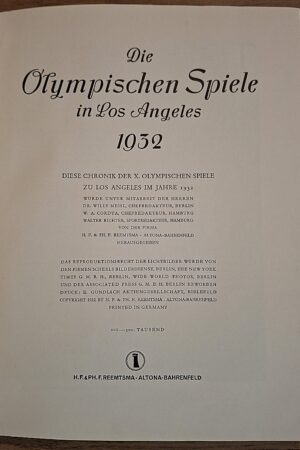 Die
Olympischen Spiele
in Los Angeles
1932
DIESE CHRONIK DER X. OLYMPISCHEN SPIELE
ZU LOS ANGELES IM JAHRE 1932
WURDE UNTER MITARBEIT DER HERREN
DR. WILLY MEISL, CHEFREDAKTEUR, BERLIN
W. A. CORDUA, CHEFREDAKTEUR, HAMBURG
WALTER RICHTER, SPORTREDAKTEUR, HAMBURG
VON DER FIRMA
H. F. & PH. F. REEMTSMA - ALTONA-BAHRENFELD
HERAUSGEGEBEN
DAS REPRODUKTIONSRECHT DER LICHTBILDER WURDE VON
DEN FIRMEN SCHERLS BILDERDIENST, BERLIN, THE NEW YORK
TIMES G. M. B. H., BERLIN, WIDE WORLD PHOTOS, BERLIN
UND DER ASSOCIATED PRESS G. M. B. H. BERLIN ERWORBEN
DRUCK: E. GUNDLACH AKTIENGESELLSCHAFT, BIELEFELD
COPYRIGHT 1932 BY H. F. & PH. F. REEMTSMA - ALTONA-BAHRENFELD
PRINTED IN GERMANY
TAUSEND
H. F. & PH. F. REEMTSMA - ALTONA-BAHRENFELD